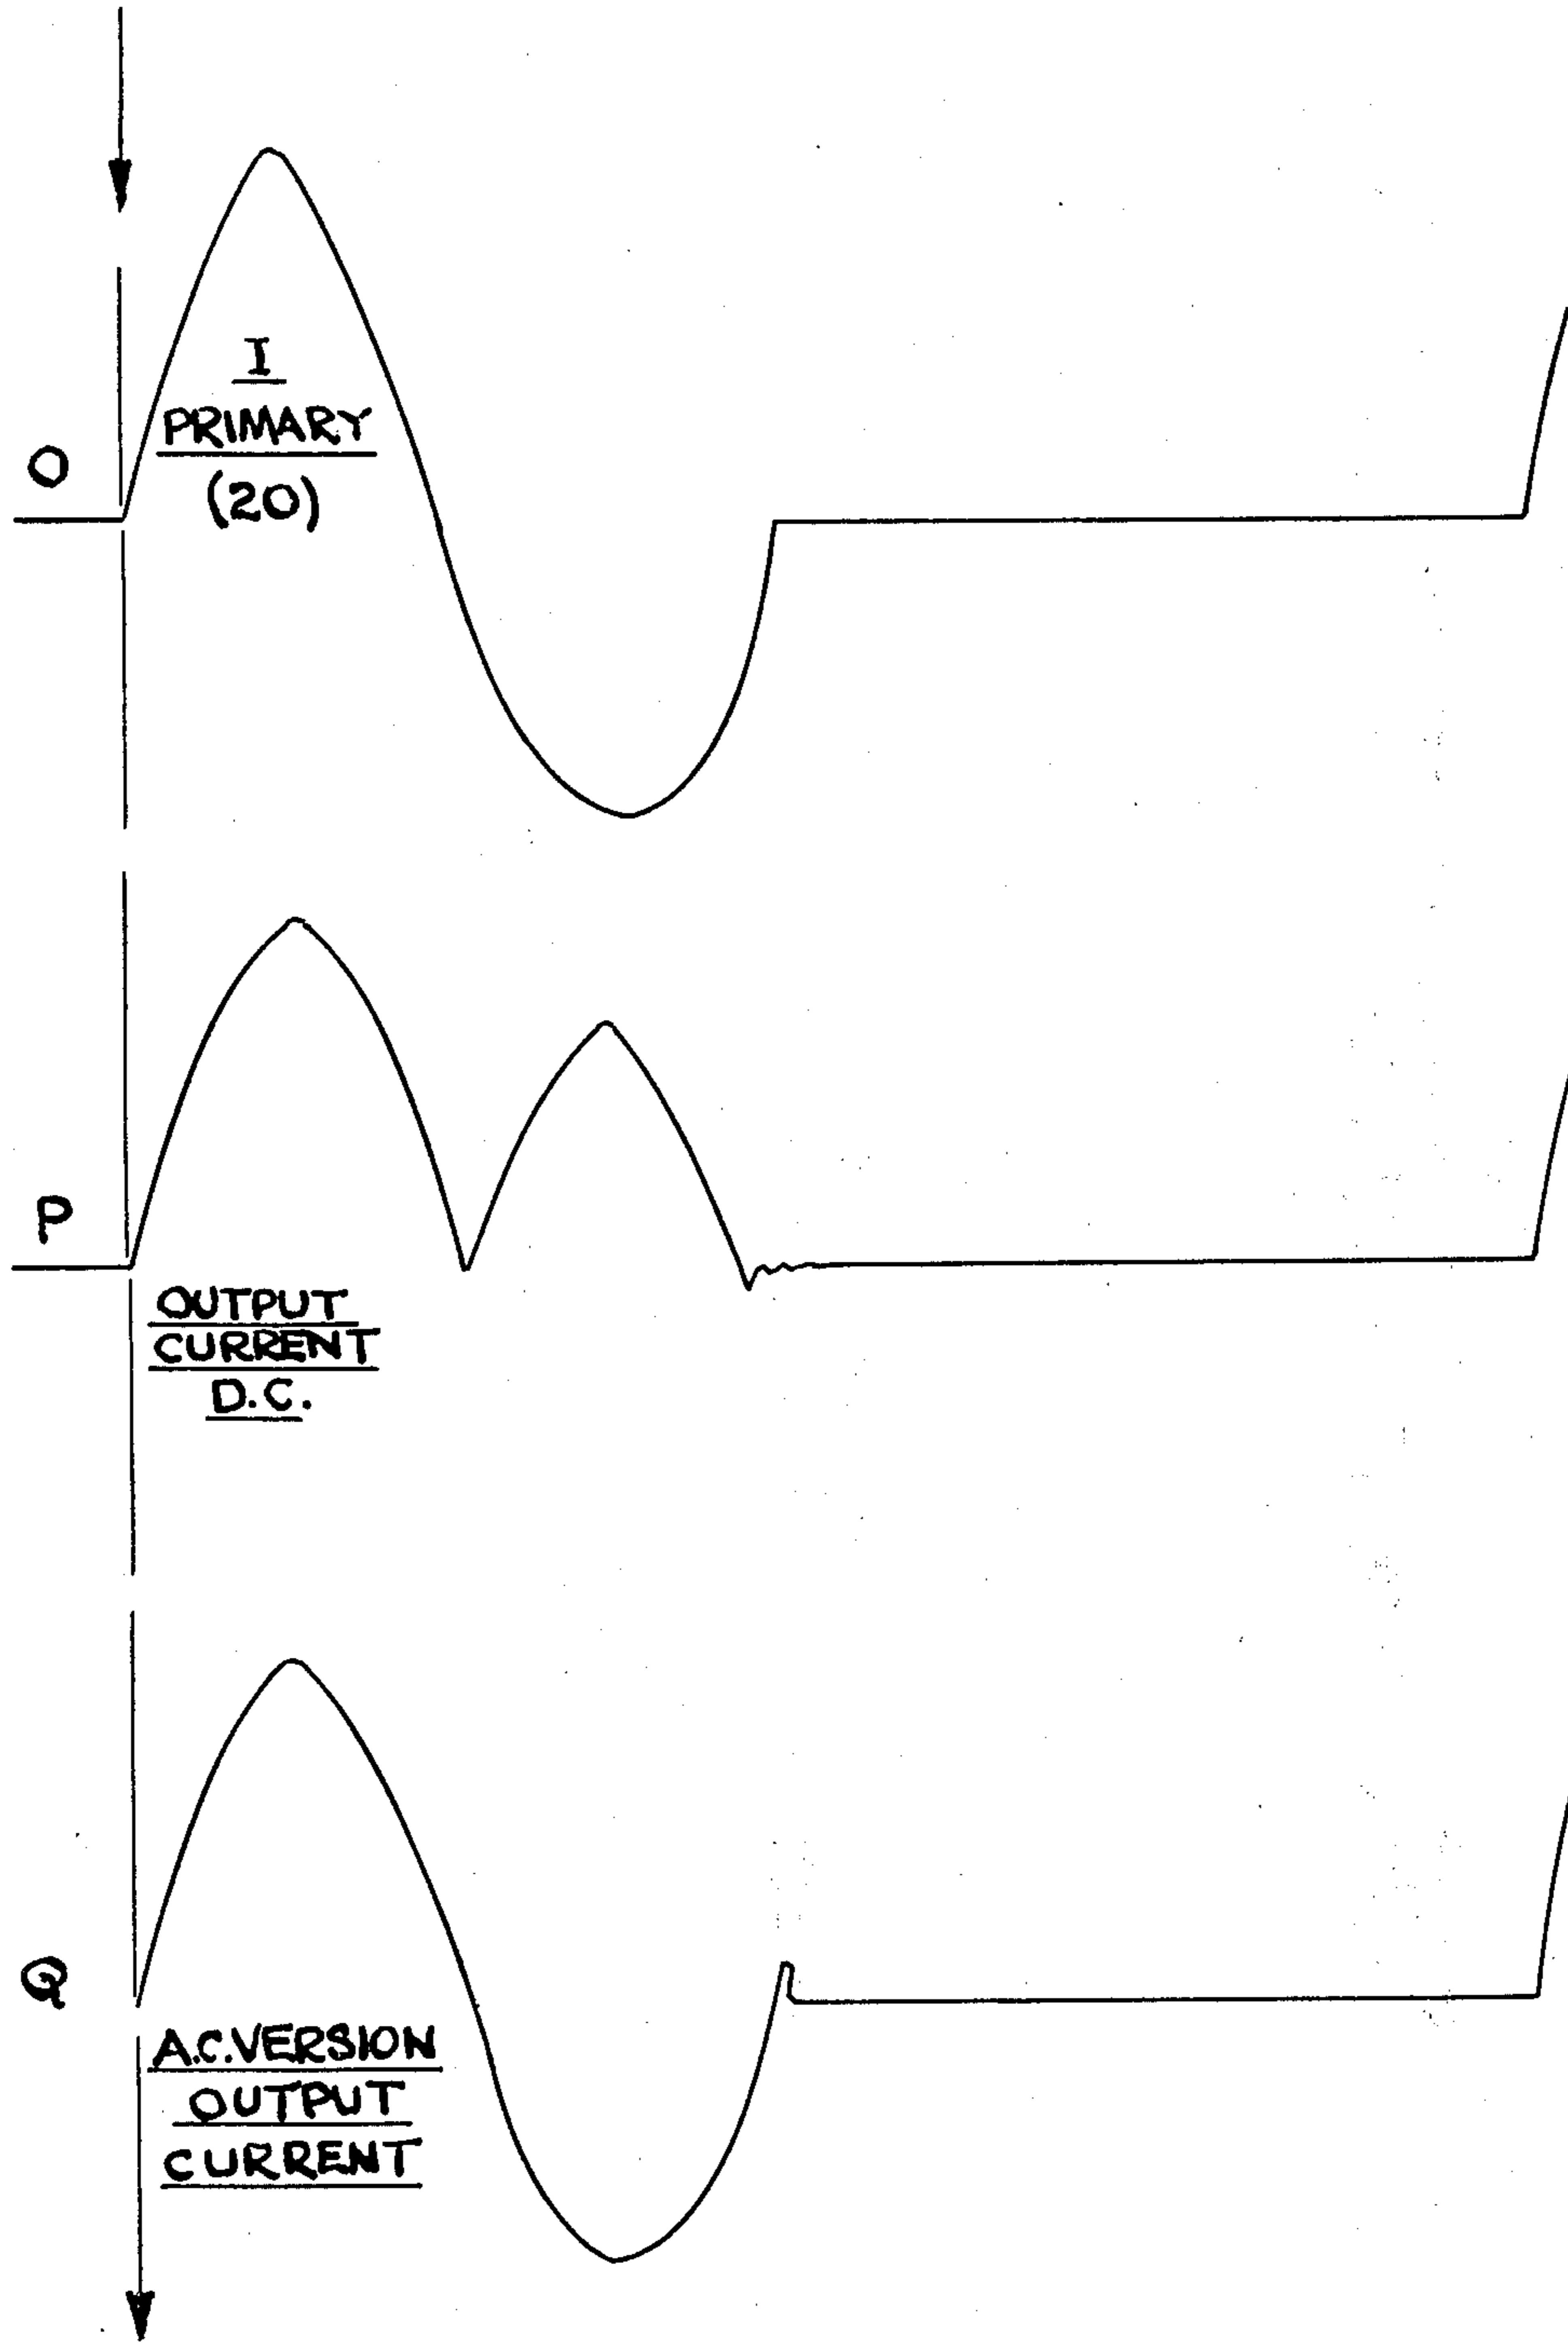 I
PRIMARY
(20)
O
P
OUTPUT
CURRENT
D.C.
Q
A.C. VERSION
OUTPUT
CURRENT